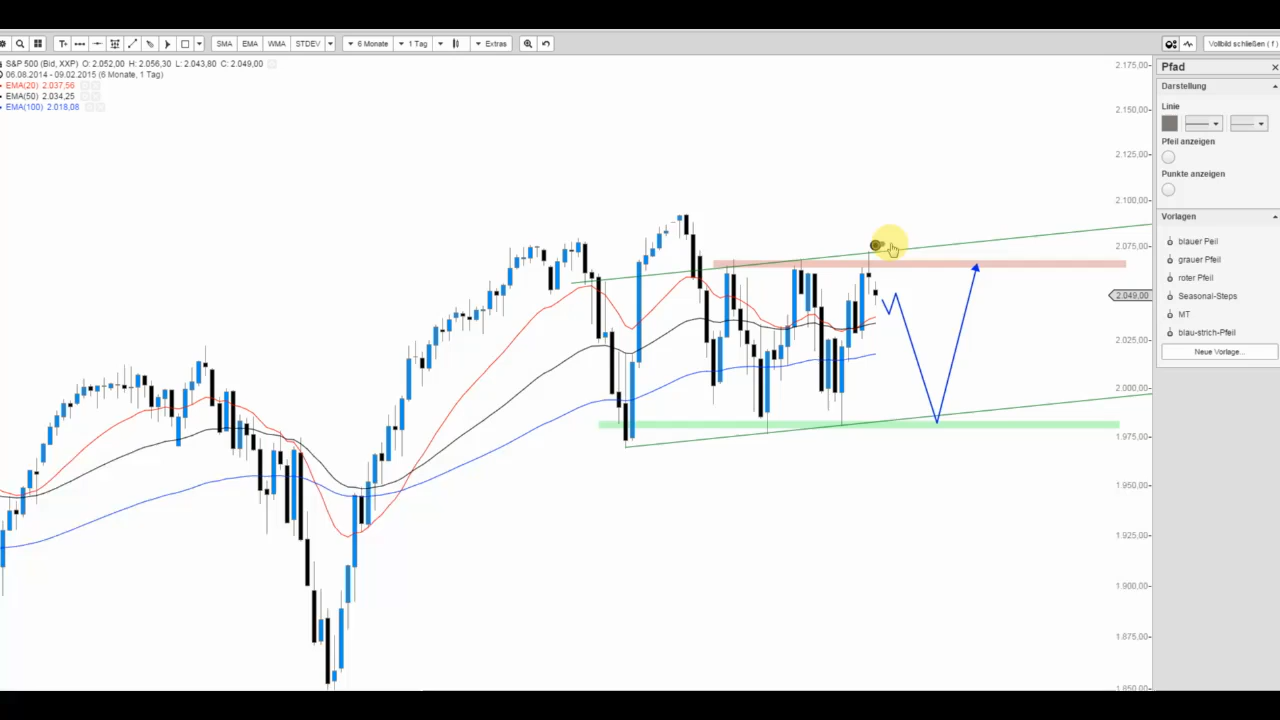 T+ SMA EMA WMA STDEV 6 Monate 1 Tag Extras Vollbild schließen ( f )
S&P 500 (Bid, XXP) O: 2.052,00 H: 2.056,30 L: 2.043,80 C: 2.049,00
06.08.2014 - 09.02.2015 (6 Monate, 1 Tag)
EMA(20) 2.037,56
EMA(50) 2.034,25
EMA(100) 2.018,08
2.175,00
2.150,00
2.125,00
2.100,00
2.075,00
2.049,00
2.025,00
2.000,00
1.975,00
1.950,00
1.925,00
1.900,00
1.875,00
1.850,00
Pfad
Darstellung
Linie
Pfeil anzeigen
Punkte anzeigen
Vorlagen
blauer Peil
grauer Pfeil
roter Pfeil
Seasonal-Steps
MT
blau-strich-Pfeil
Neue Vorlage...